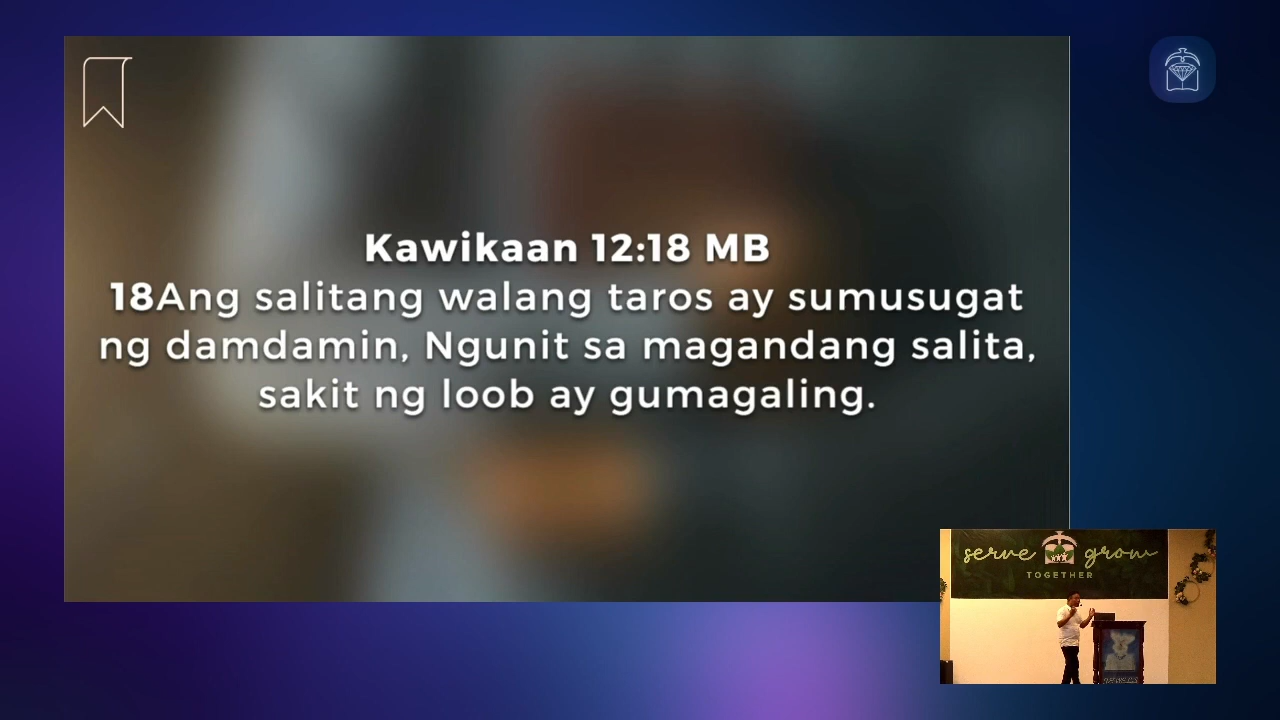 Kawikaan 12:18 MB
18Ang salitang walang taros ay sumusugat
ng damdamin, Ngunit sa magandang salita,
sakit ng loob ay gumagaling.
serve grow
TOGETHER